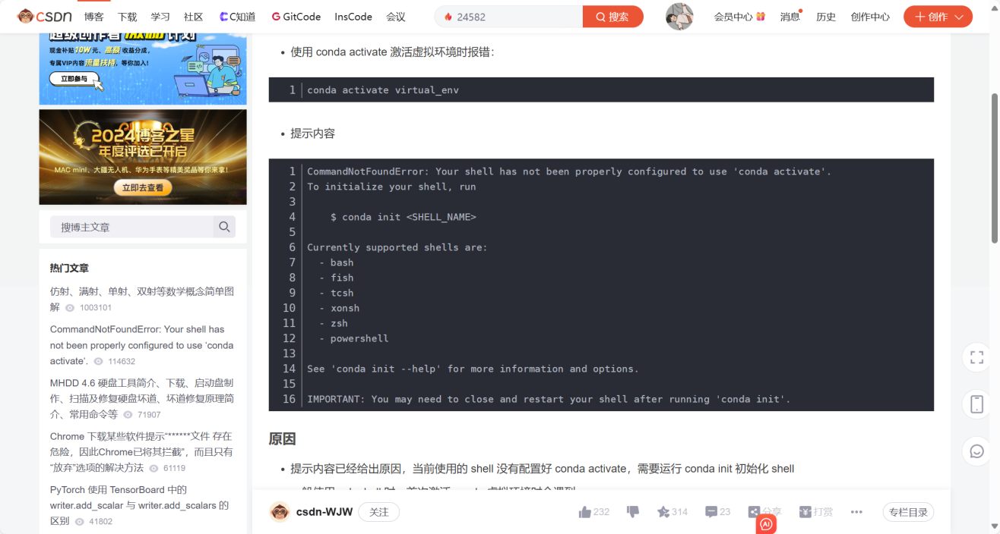 CSDN 博客 下载 学习 社区 C知道 GitCode InsCode 会议 24582 搜索 会员中心 消息 历史 创作中心 创作
现金补贴10W元、高额收益分成，
专属VIP内容流量扶持，等你加入！
立即参与
2024博客之星
年度评选已开启
MAC mini、大疆无人机、华为手表等精美奖品等你来拿！
立即去查看
搜博主文章
热门文章
仿射、满射、单射、双射等数学概念简单图
解 1003101
CommandNotFoundError: Your shell has
not been properly configured to use ‘conda
activate‘. 114632
MHDD 4.6 硬盘工具简介、下载、启动盘制
作、扫描及修复硬盘坏道、坏道修复原理简
介、常用命令等 71907
Chrome 下载某些软件提示“******文件 存在
危险，因此Chrome已将其拦截”，而且只有
“放弃”选项的解决方法 61119
PyTorch 使用 TensorBoard 中的
writer.add_scalar 与 writer.add_scalars 的
区别 41802
使用 conda activate 激活虚拟环境时报错：
1 conda activate virtual_env
提示内容
1 CommandNotFoundError: Your shell has not been properly configured to use 'conda activate'.
2 To initialize your shell, run
3
4 $ conda init <SHELL_NAME>
5
6 Currently supported shells are:
7 - bash
8 - fish
9 - tcsh
10 - xonsh
11 - zsh
12 - powershell
13
14 See 'conda init --help' for more information and options.
15
16 IMPORTANT: You may need to close and restart your shell after running 'conda init'.
原因
提示内容已经给出原因，当前使用的 shell 没有配置好 conda activate，需要运行 conda init 初始化 shell
csdn-WJW 关注 232 314 23 分享 打赏 专栏目录
AI